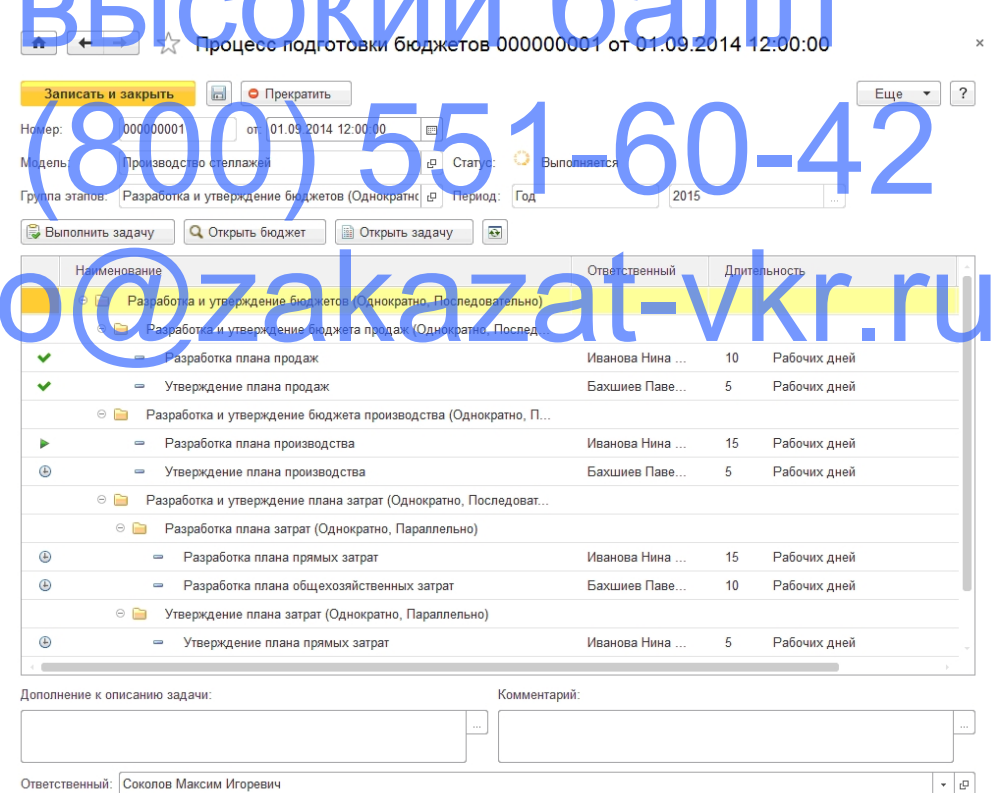 высокий балл
Процесс подготовки бюджетов 000000001 от 01.09.2014 12:00:00
Записать и закрыть Прекратить Еще ?
(800) 551-60-42
Номер: 000000001 от: 01.09.2014 12:00:00
Модель: Производство стеллажей Статус: Выполняется
Группа этапов: Разработка и утверждение бюджетов (Однократно Период: Год 2015 ...
Выполнить задачу Открыть бюджет Открыть задачу
o@zakazat-vkr.ru
Наименование Ответственный Длительность
Разработка и утверждение бюджетов (Однократно, Последовательно)
Разработка и утверждение бюджета продаж (Однократно, Послед...
Разработка плана продаж Иванова Нина ... 10 Рабочих дней
Утверждение плана продаж Бахшиев Паве... 5 Рабочих дней
Разработка и утверждение бюджета производства (Однократно, П...
Разработка плана производства Иванова Нина ... 15 Рабочих дней
Утверждение плана производства Бахшиев Паве... 5 Рабочих дней
Разработка и утверждение плана затрат (Однократно, Последоват...
Разработка плана затрат (Однократно, Параллельно)
Разработка плана прямых затрат Иванова Нина ... 15 Рабочих дней
Разработка плана общехозяйственных затрат Бахшиев Паве... 10 Рабочих дней
Утверждение плана затрат (Однократно, Параллельно)
Утверждение плана прямых затрат Иванова Нина ... 5 Рабочих дней
Дополнение к описанию задачи: Комментарий:
... ...
Ответственный: Соколов Максим Игоревич